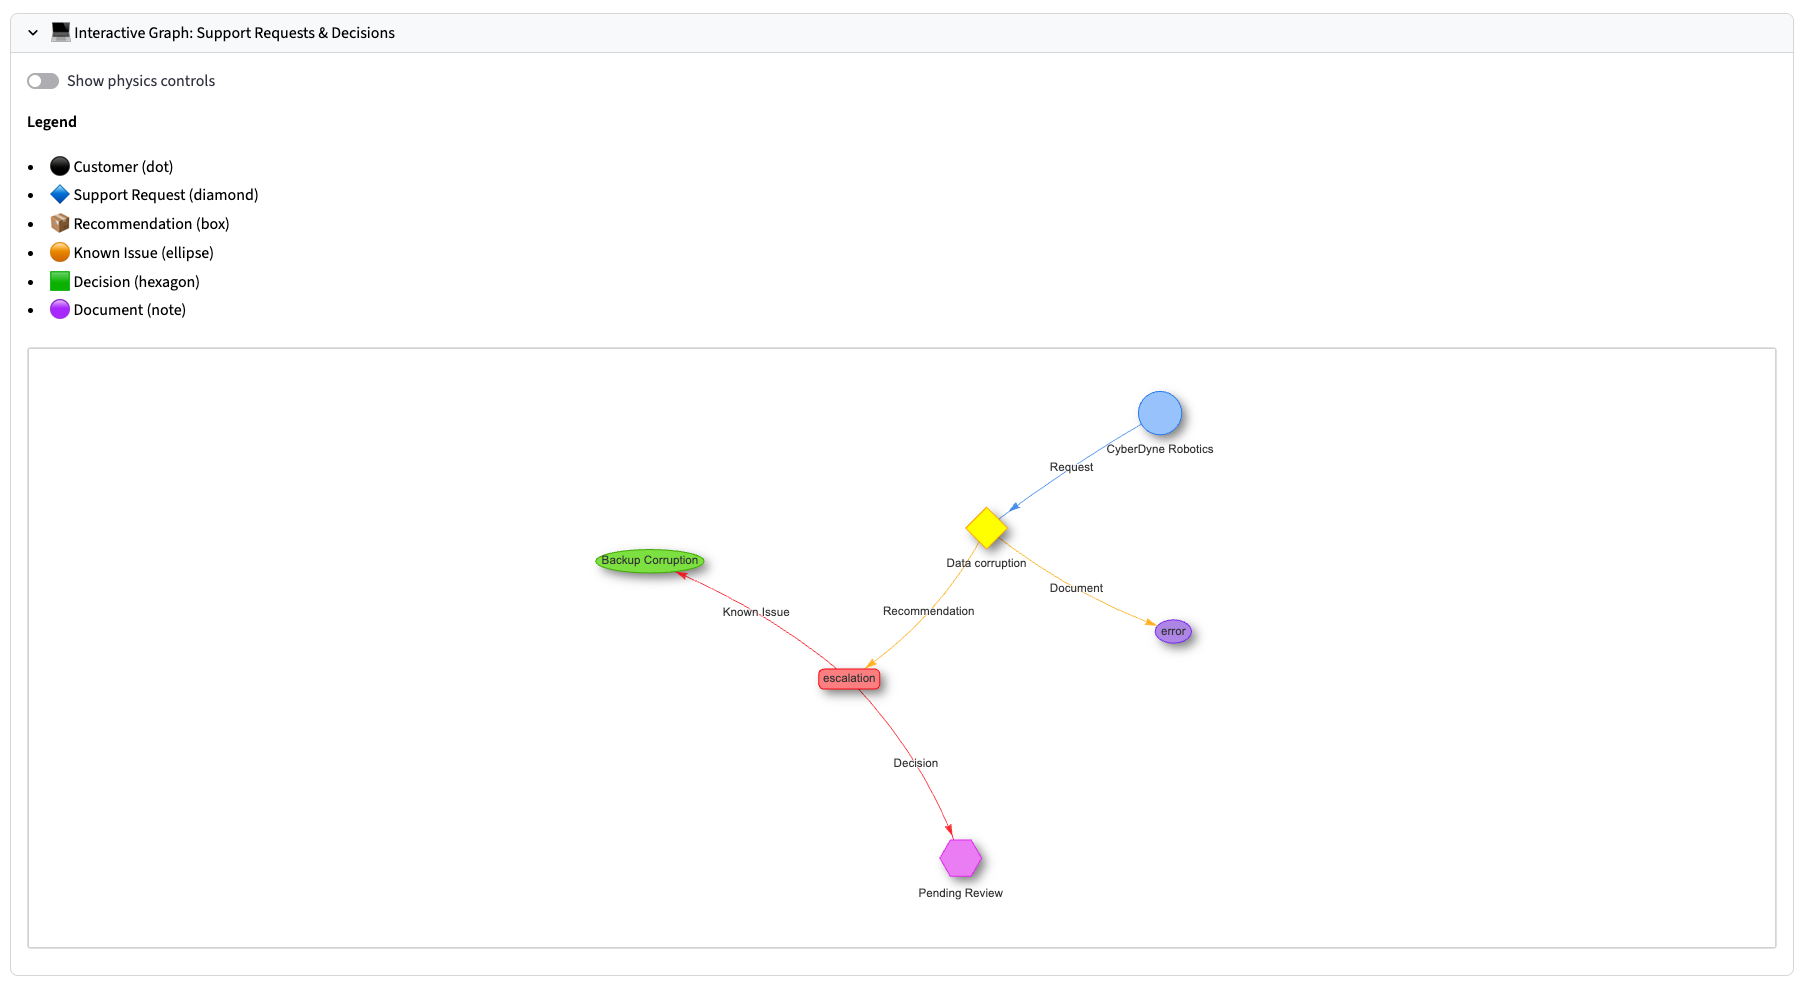 Interactive Graph: Support Requests & Decisions
Show physics controls
Legend
Customer (dot)
Support Request (diamond)
Recommendation (box)
Known Issue (ellipse)
Decision (hexagon)
Document (note)
CyberDyne Robotics
Request
Data corruption
Backup Corruption
Document
Recommendation
Known Issue
error
escalation
Decision
Pending Review